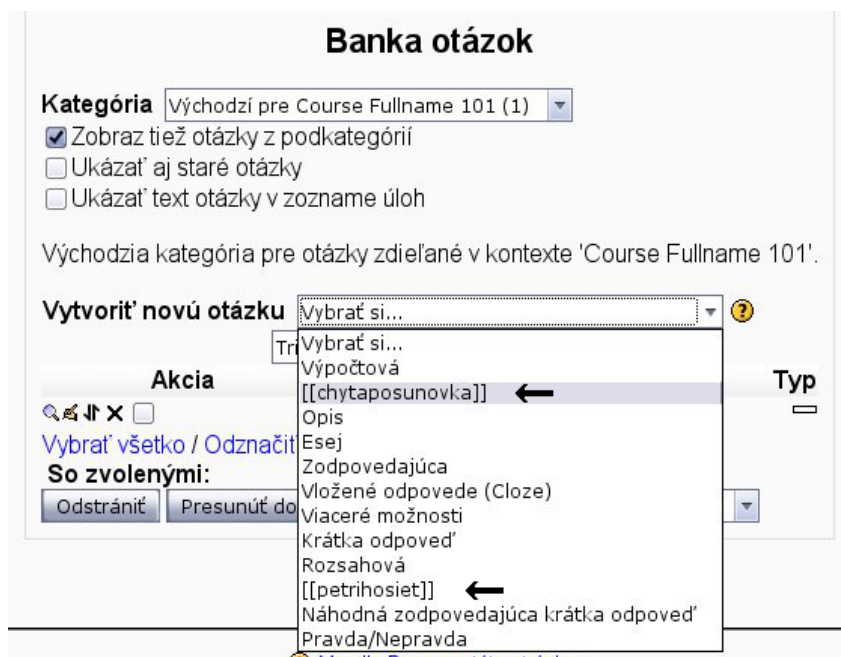 Banka otázok
Kategória Východzí pre Course Fullname 101 (1)
Zobraz tiež otázky z podkategórií
Ukázať aj staré otázky
Ukázať text otázky v zozname úloh
Východzia kategória pre otázky zdieľané v kontexte 'Course Fullname 101'.
Vytvoriť novú otázku Vybrať si...
Vybrať si...
Výpočtová
Akcia Typ
[[chytaposunovka]]
Opis
Vybrať všetko / Odznačiť Esej
So zvolenými: Zodpovedajúca
Vložené odpovede (Cloze)
Odstrániť Presunúť do Viaceré možnosti
Krátka odpoveď
Rozsahová
[[petrihosiet]]
Náhodná zodpovedajúca krátka odpoveď
Pravda/Nepravda